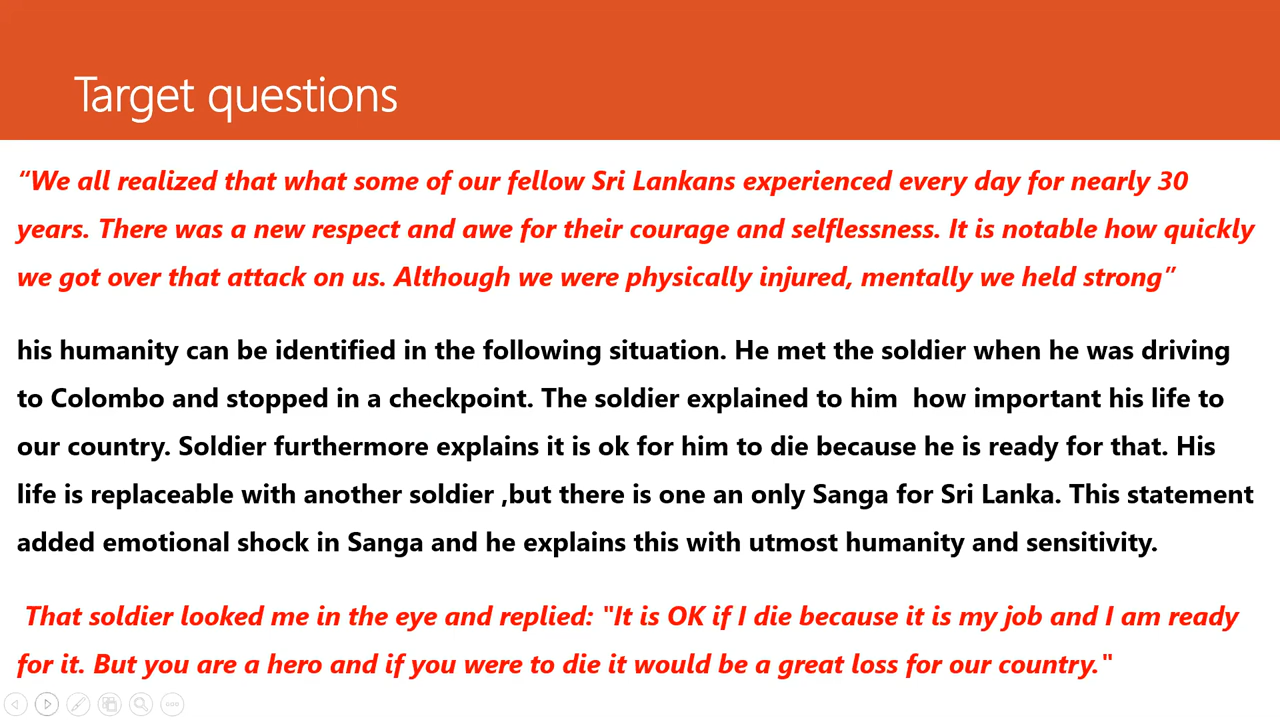 Target questions
“We all realized that what some of our fellow Sri Lankans experienced every day for nearly 30
years. There was a new respect and awe for their courage and selflessness. It is notable how quickly
we got over that attack on us. Although we were physically injured, mentally we held strong”
his humanity can be identified in the following situation. He met the soldier when he was driving
to Colombo and stopped in a checkpoint. The soldier explained to him  how important his life to
our country. Soldier furthermore explains it is ok for him to die because he is ready for that. His
life is replaceable with another soldier ,but there is one an only Sanga for Sri Lanka. This statement
added emotional shock in Sanga and he explains this with utmost humanity and sensitivity.
That soldier looked me in the eye and replied: "It is OK if I die because it is my job and I am ready
for it. But you are a hero and if you were to die it would be a great loss for our country."